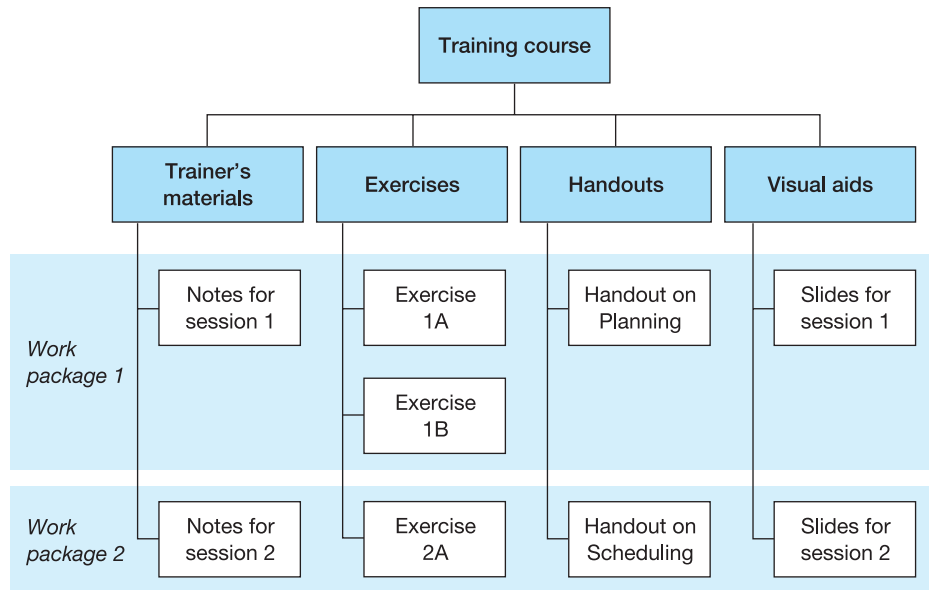 Training course
Trainer's
materials
Exercises
Handouts
Visual aids
Work
package 1
Notes for
session 1
Exercise
1A
Handout on
Planning
Slides for
session 1
Exercise
1B
Work
package 2
Notes for
session 2
Exercise
2A
Handout on
Scheduling
Slides for
session 2